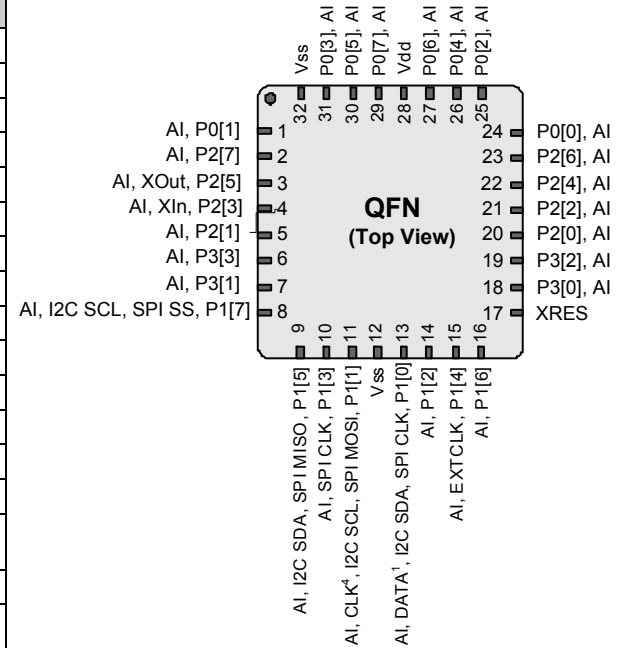 Vss
P0[3], AI
P0[5], AI
P0[7], AI
Vdd
P0[6], AI
P0[4], AI
P0[2], AI
32
31
30
29
28
27
26
25
AI, P0[1]
1
AI, P2[7]
2
AI, XOut, P2[5]
3
AI, XIn, P2[3]
4
AI, P2[1]
5
AI, P3[3]
6
AI, P3[1]
7
AI, I2C SCL, SPI SS, P1[7]
8
QFN
(Top View)
24 P0[0], AI
23 P2[6], AI
22 P2[4], AI
21 P2[2], AI
20 P2[0], AI
19 P3[2], AI
18 P3[0], AI
17 XRES
9
10
11
12
13
14
15
16
AI, I2C SDA, SPI MISO, P1[5]
AI, SPI CLK, P1[3]
AI, CLK⁴, I2C SCL, SPI MOSI, P1[1]
Vss
AI, DATA¹, I2C SDA, SPI CLK, P1[0]
AI, P1[2]
AI, EXTCLK, P1[4]
AI, P1[6]